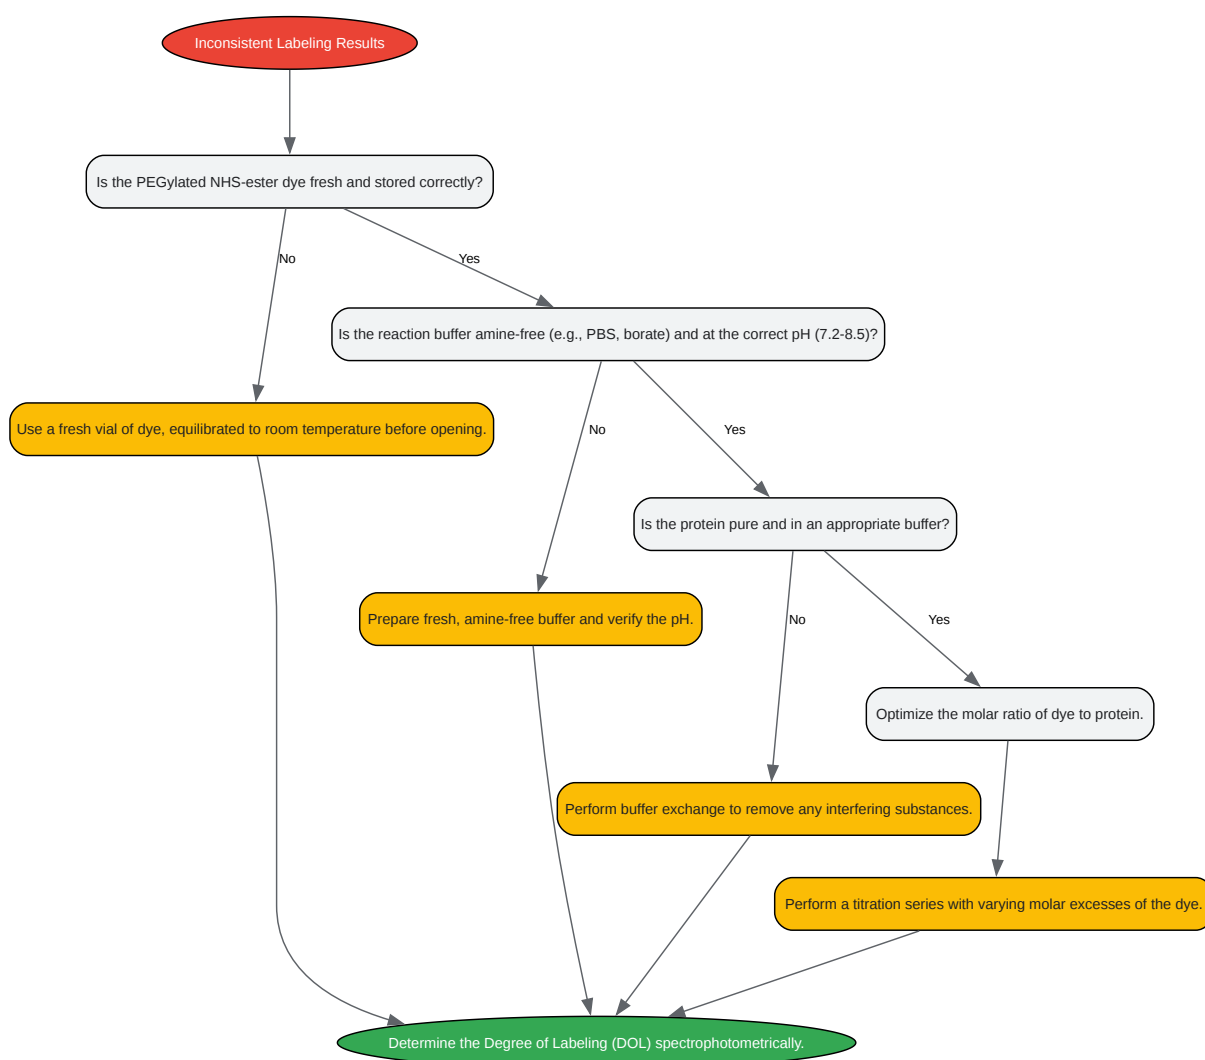 Inconsistent Labeling Results
Is the PEGylated NHS-ester dye fresh and stored correctly?
No
Yes
Is the reaction buffer amine-free (e.g., PBS, borate) and at the correct pH (7.2-8.5)?
Use a fresh vial of dye, equilibrated to room temperature before opening.
No
Yes
Is the protein pure and in an appropriate buffer?
Prepare fresh, amine-free buffer and verify the pH.
No
Yes
Optimize the molar ratio of dye to protein.
Perform buffer exchange to remove any interfering substances.
Perform a titration series with varying molar excesses of the dye.
Determine the Degree of Labeling (DOL) spectrophotometrically.